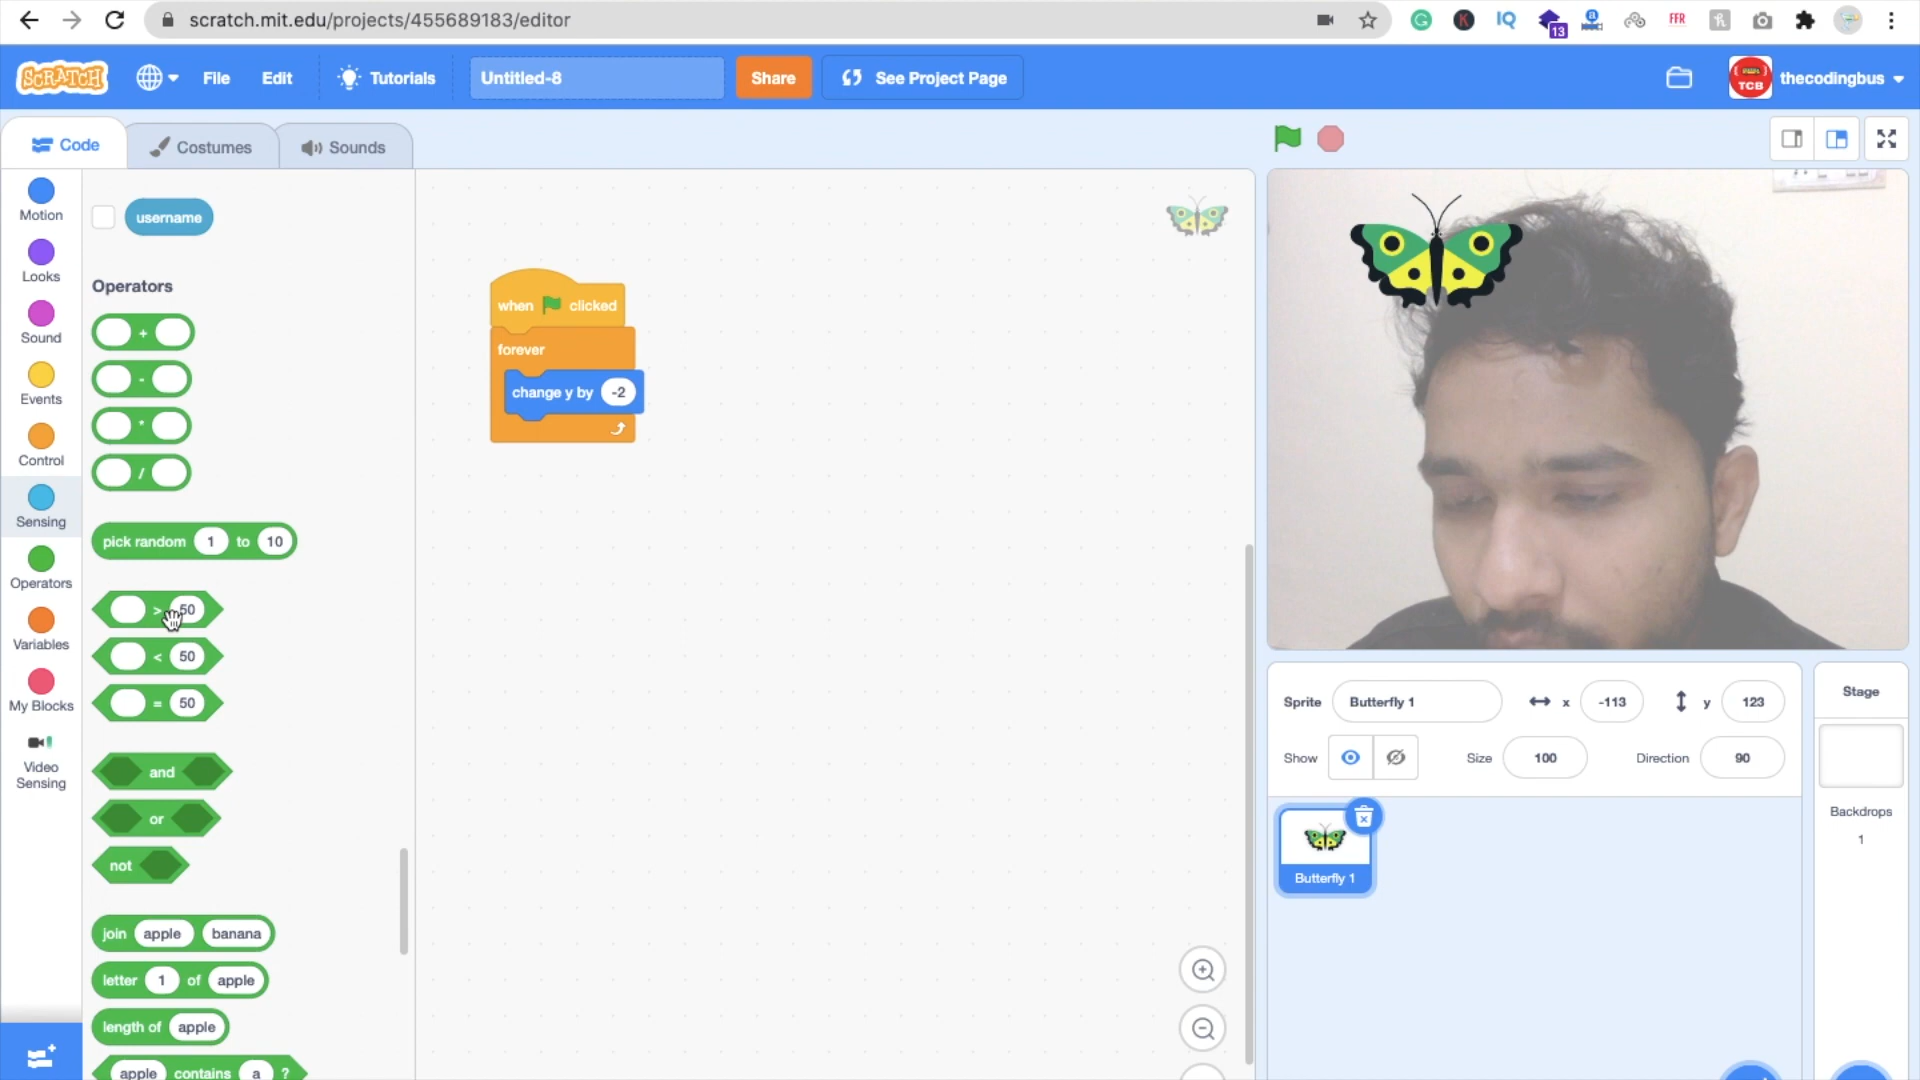 scratch.mit.edu/projects/455689183/editor
13
FFR
SCRATCH
File
Edit
Tutorials
Untitled-8
Share
See Project Page
TCB
thecodingbus
Code
Costumes
Sounds
Motion
Looks
Sound
Events
Control
Sensing
Operators
Variables
My Blocks
Video
Sensing
username
Operators
+
-
*
/
pick random 1 to 10
> 50
< 50
= 50
and
or
not
join apple banana
letter 1 of apple
length of apple
apple contains a ?
when clicked
forever
change y by -2
Sprite Butterfly 1 x -113 y 123
Show Size 100 Direction 90
Butterfly 1
Stage
Backdrops
1